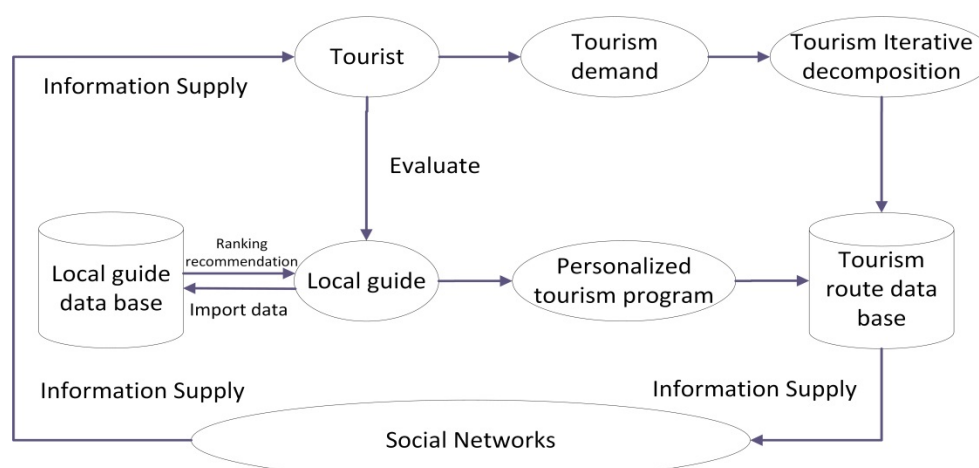 Tourist
Tourism
demand
Tourism Iterative
decomposition
Information Supply
Evaluate
Local guide
data base
Ranking
recommendation
Import data
Local guide
Personalized
tourism program
Tourism
route data
base
Information Supply
Information Supply
Social Networks